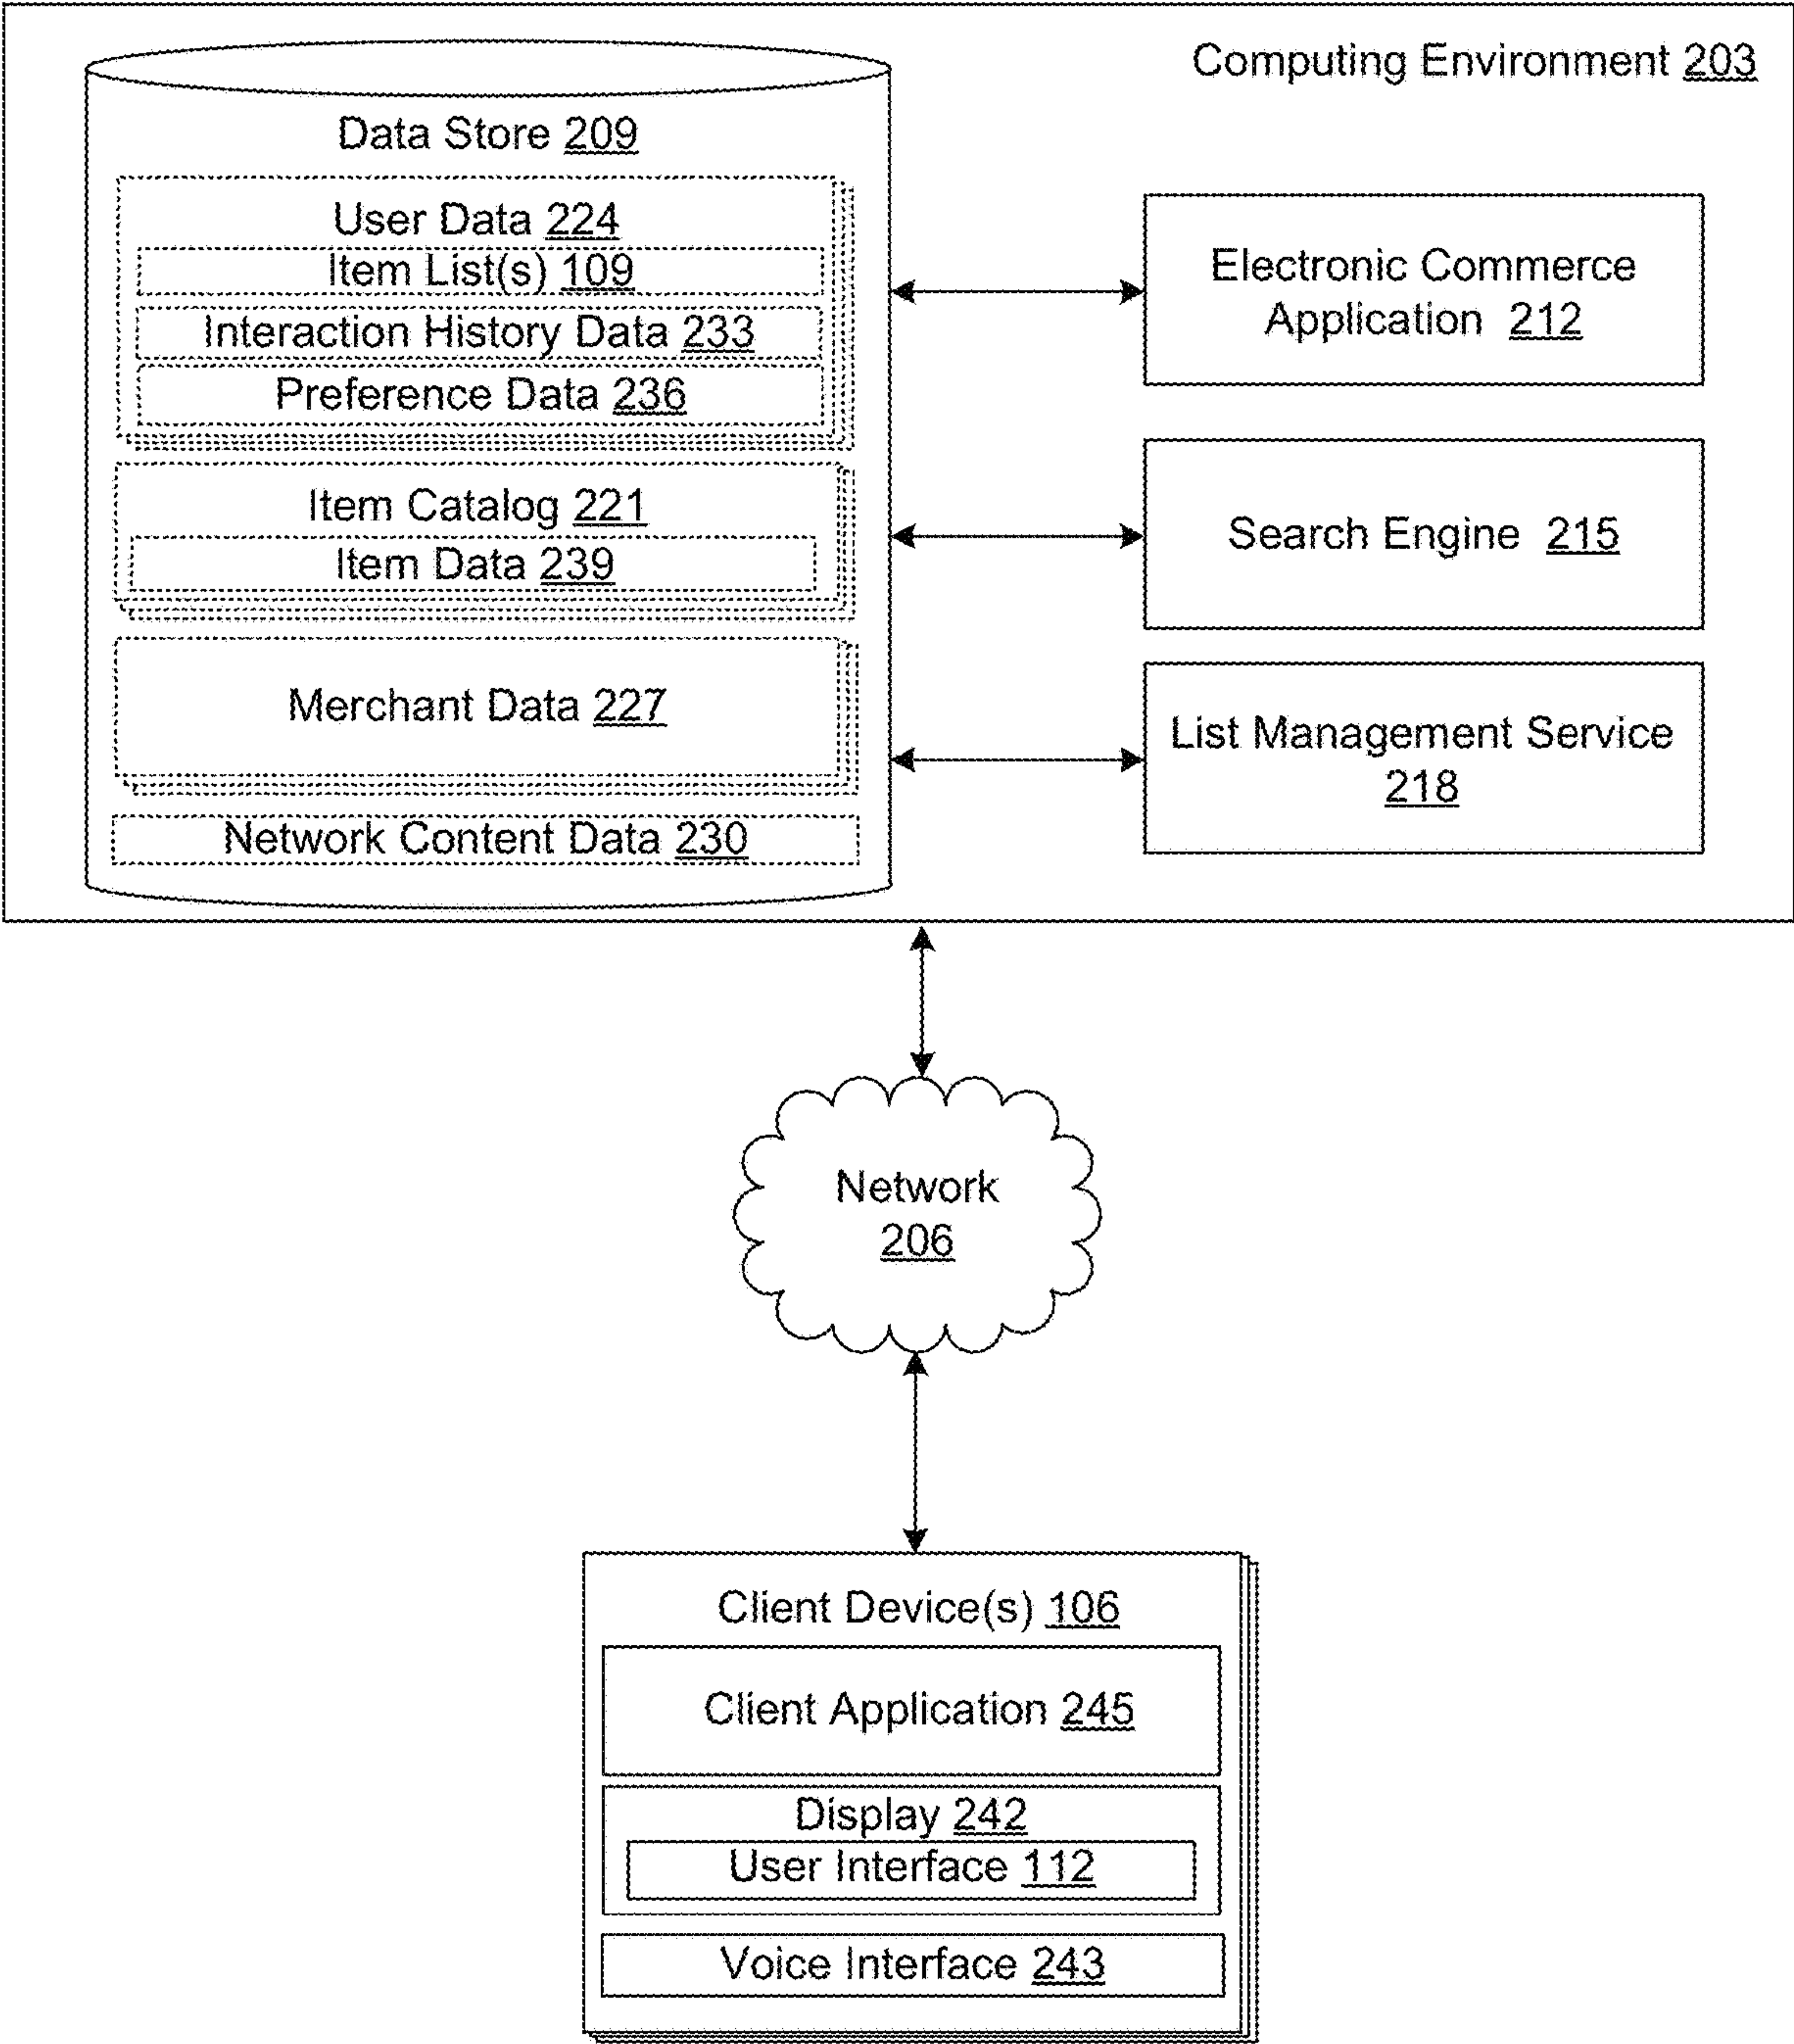 Computing Environment 203
Data Store 209
User Data 224
Item List(s) 109
Interaction History Data 233
Preference Data 236
Item Catalog 221
Item Data 239
Merchant Data 227
Network Content Data 230
Electronic Commerce
Application 212
Search Engine 215
List Management Service
218
Network
206
Client Device(s) 106
Client Application 245
Display 242
User Interface 112
Voice Interface 243